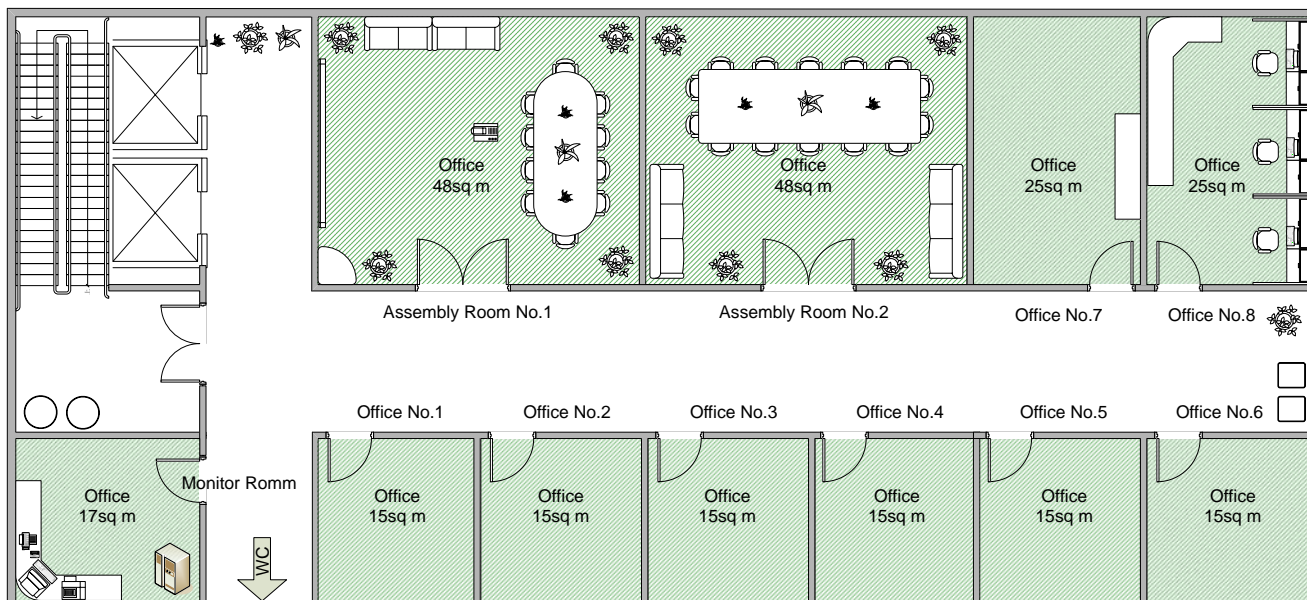 Office
48sq m
Office
48sq m
Office
25sq m
Office
25sq m
Assembly Room No.1
Assembly Room No.2
Office No.7
Office No.8
Office No.1
Office No.2
Office No.3
Office No.4
Office No.5
Office No.6
Monitor Romm
Office
17sq m
Office
15sq m
Office
15sq m
Office
15sq m
Office
15sq m
Office
15sq m
Office
15sq m
WC